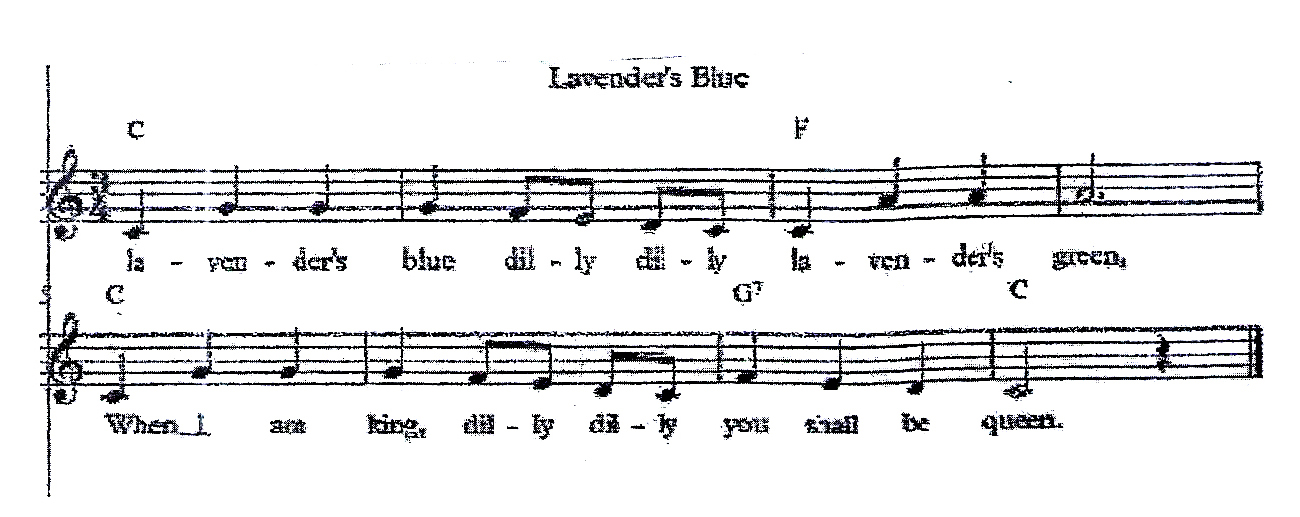 Lavender's Blue
C F
la - ven - der's blue dil - ly dil - ly la - ven - der's green,
5 C G7 C
When I am king, dil - ly dil - ly you shall be queen.